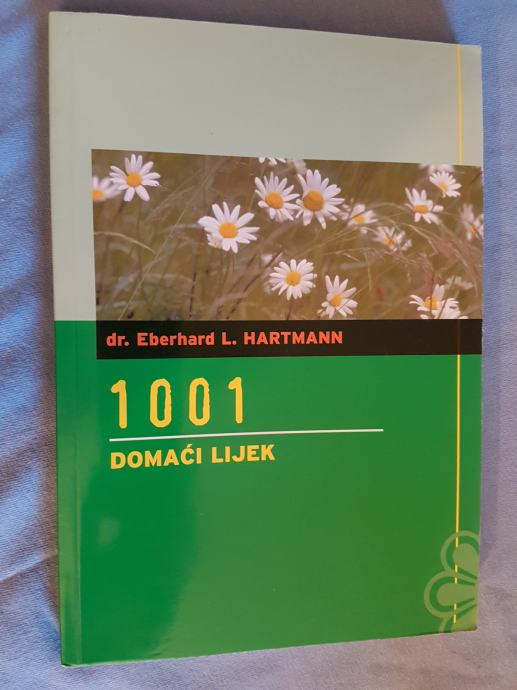 dr. Eberhard L. HARTMANN
1001
DOMAĆI LIJEK